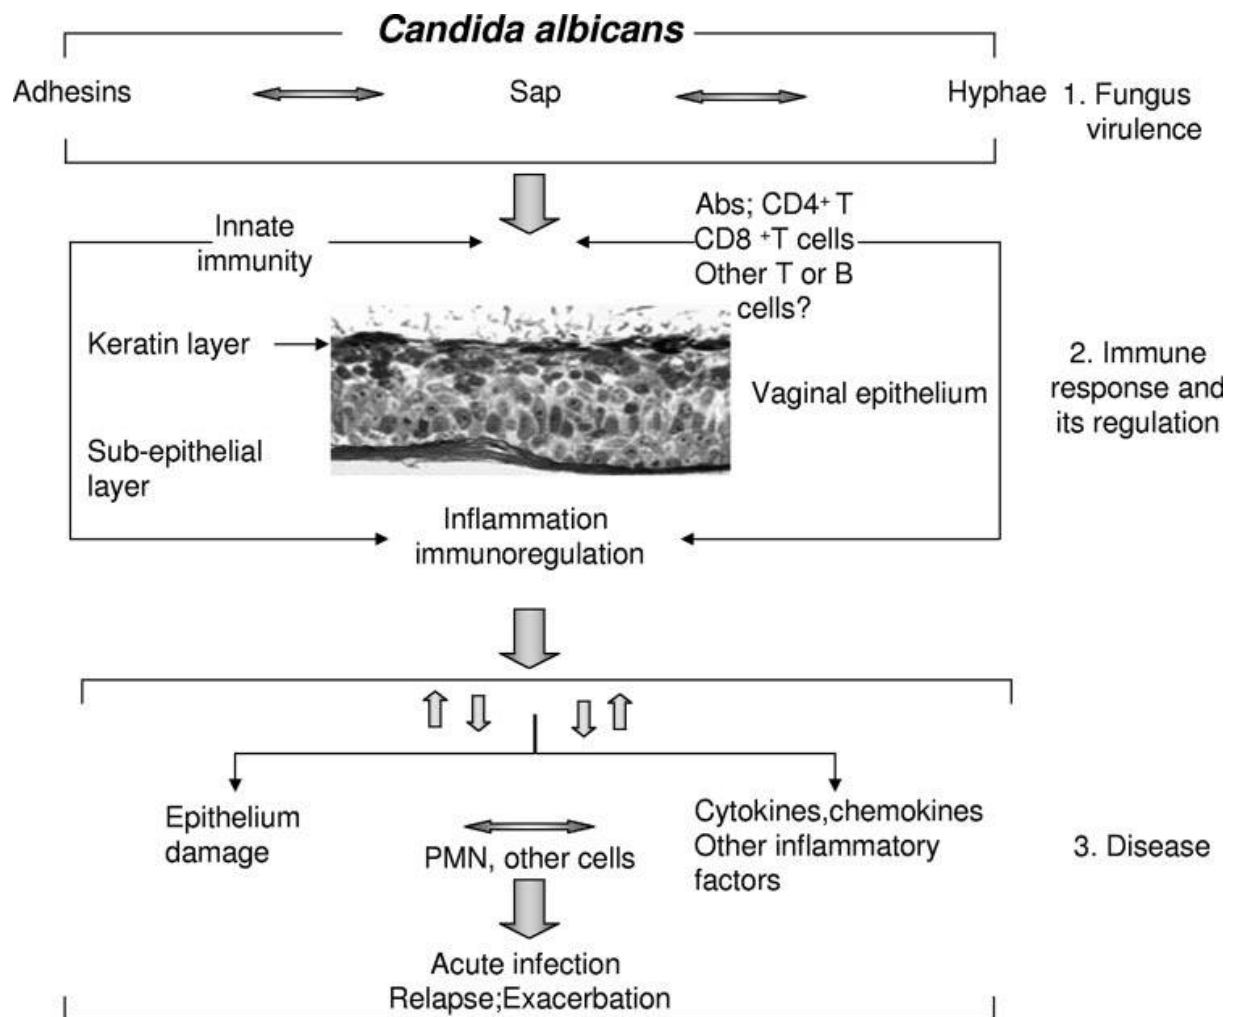 Candida albicans
Adhesins
Sap
Hyphae
1. Fungus
virulence
Innate
immunity
Abs; CD4+ T
CD8 +T cells
Other T or B
cells?
Keratin layer
Vaginal epithelium
Sub-epithelial
layer
2. Immune
response and
its regulation
Inflammation
immunoregulation
Epithelium
damage
PMN, other cells
Cytokines,chemokines
Other inflammatory
factors
3. Disease
Acute infection
Relapse;Exacerbation